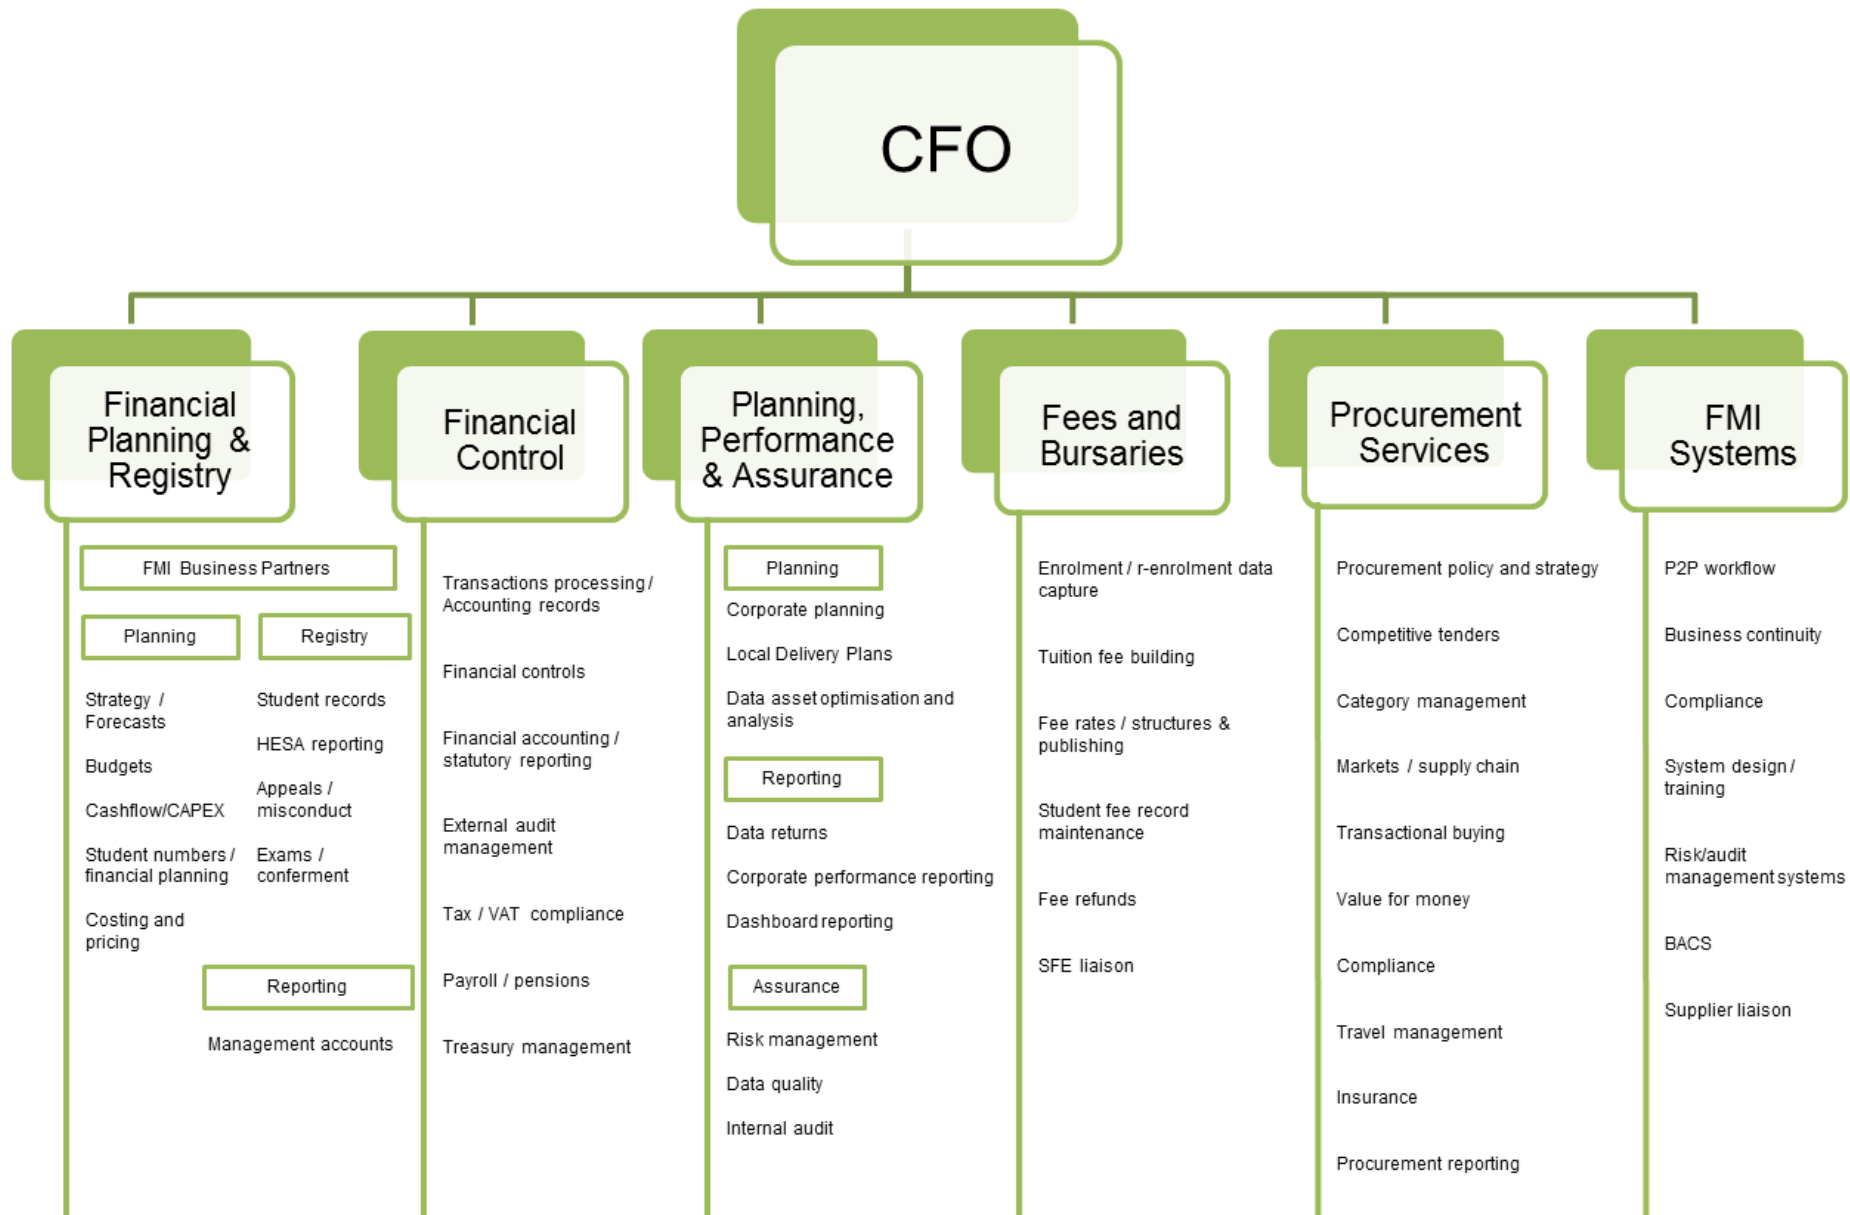 CFO
Financial
Planning & 
Registry
FMI Business Partners
Planning
Registry
Strategy /
Forecasts
Budgets
Cashflow/CAPEX
Student numbers /
financial planning
Costing and
pricing
Student records
HESA reporting
Appeals /
misconduct
Exams /
conferment
Reporting
Management accounts
Financial
Control
Transactions processing /
Accounting records
Financial controls
Financial accounting /
statutory reporting
External audit
management
Tax / VAT compliance
Payroll / pensions
Treasury management
Planning,
Performance
& Assurance
Planning
Corporate planning
Local Delivery Plans
Data asset optimisation and
analysis
Reporting
Data returns
Corporate performance reporting
Dashboard reporting
Assurance
Risk management
Data quality
Internal audit
Fees and
Bursaries
Enrolment / r-enrolment data
capture
Tuition fee building
Fee rates / structures &
publishing
Student fee record
maintenance
Fee refunds
SFE liaison
Procurement
Services
Procurement policy and strategy
Competitive tenders
Category management
Markets / supply chain
Transactional buying
Value for money
Compliance
Travel management
Insurance
Procurement reporting
FMI
Systems
P2P workflow
Business continuity
Compliance
System design /
training
Risk/audit
management systems
BACS
Supplier liaison